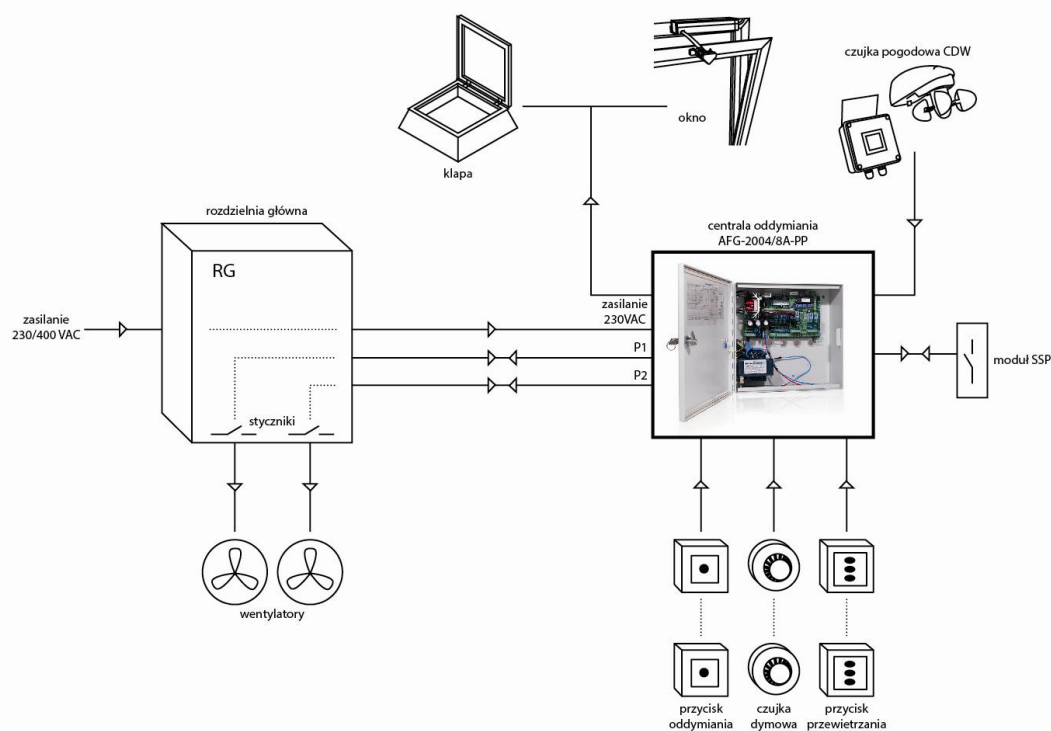 czujka pogodowa CDW
okno
klapa
rozdzielnia główna
centrala oddymiania
AFG-2004/8A-PP
RG
zasilanie
230/400 VAC
zasilanie
230VAC
P1
P2
moduł SSP
styczniki
wentylatory
przycisk
oddymiania
czujka
dymowa
przycisk
przewietrzania